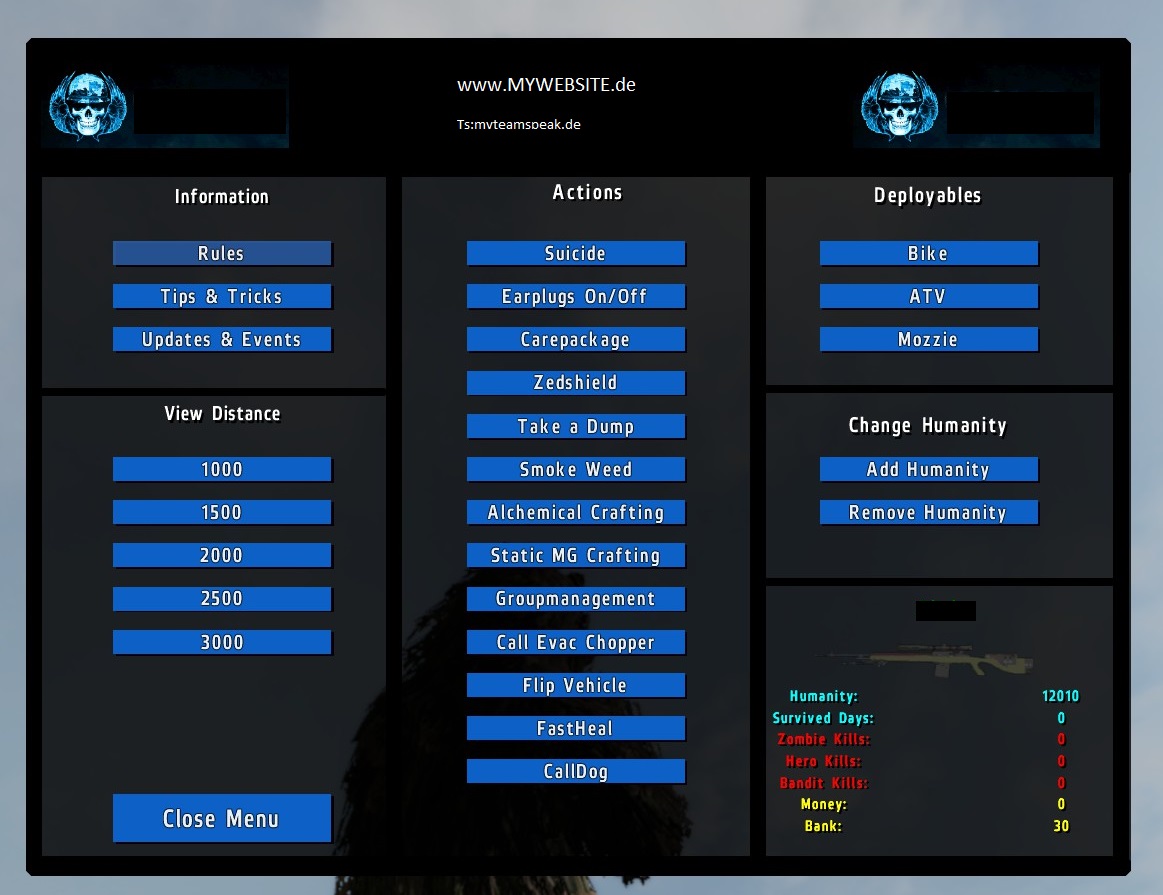 www.MYWEBSITE.de
Ts:myteamspeak.de
Information
Rules
Tips & Tricks
Updates & Events
View Distance
1000
1500
2000
2500
3000
Close Menu
Actions
Suicide
Earplugs On/Off
Carepackage
Zedshield
Take a Dump
Smoke Weed
Alchemical Crafting
Static MG Crafting
Groupmanagement
Call Evac Chopper
Flip Vehicle
FastHeal
CallDog
Deployables
Bike
ATV
Mozzie
Change Humanity
Add Humanity
Remove Humanity
Humanity: 12010
Survived Days: 0
Zombie Kills: 0
Hero Kills: 0
Bandit Kills: 0
Money: 0
Bank: 30